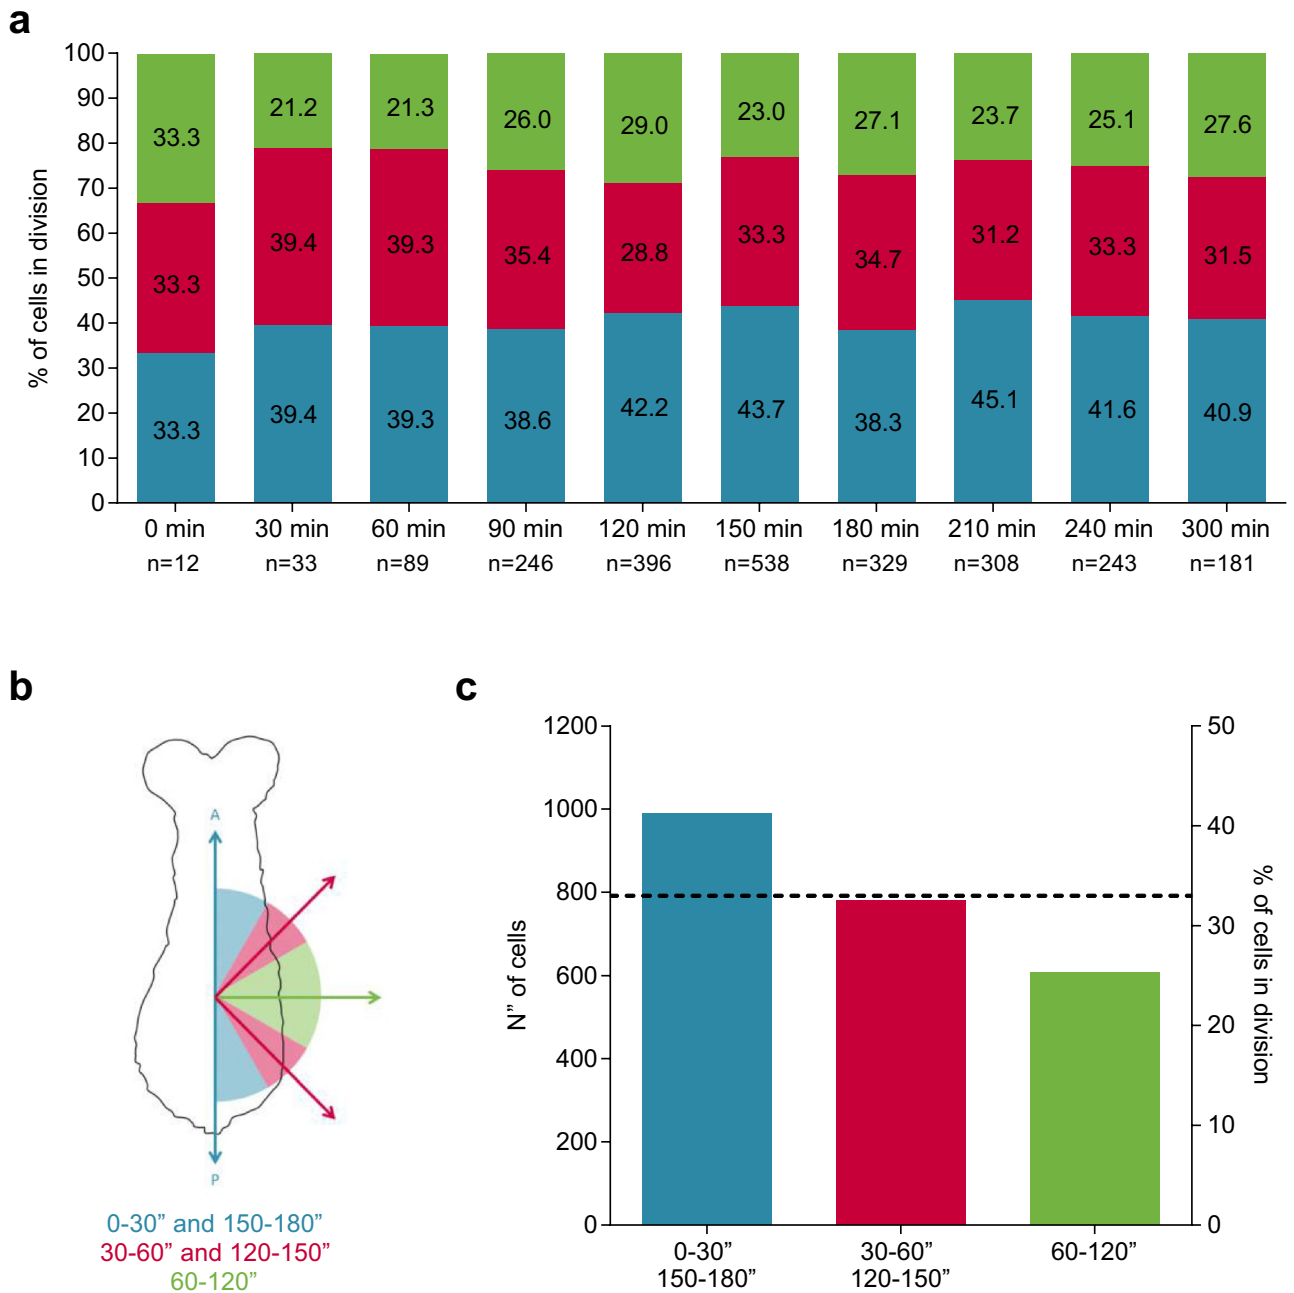 a
% of cells in division
100
90
80
70
60
50
40
30
20
10
0
33.3 21.2 21.3 26.0 29.0 23.0 27.1 23.7 25.1 27.6
33.3 39.4 39.3 35.4 28.8 33.3 34.7 31.2 33.3 31.5
33.3 39.4 39.3 38.6 42.2 43.7 38.3 45.1 41.6 40.9
0 min 30 min 60 min 90 min 120 min 150 min 180 min 210 min 240 min 300 min
n=12 n=33 n=89 n=246 n=396 n=538 n=329 n=308 n=243 n=181
b
A
P
0-30” and 150-180”
30-60” and 120-150”
60-120”
c
N” of cells
1200
1000
800
600
400
200
0
50
40
30
20
10
0
% of cells in division
0-30” 30-60” 60-120”
150-180” 120-150”